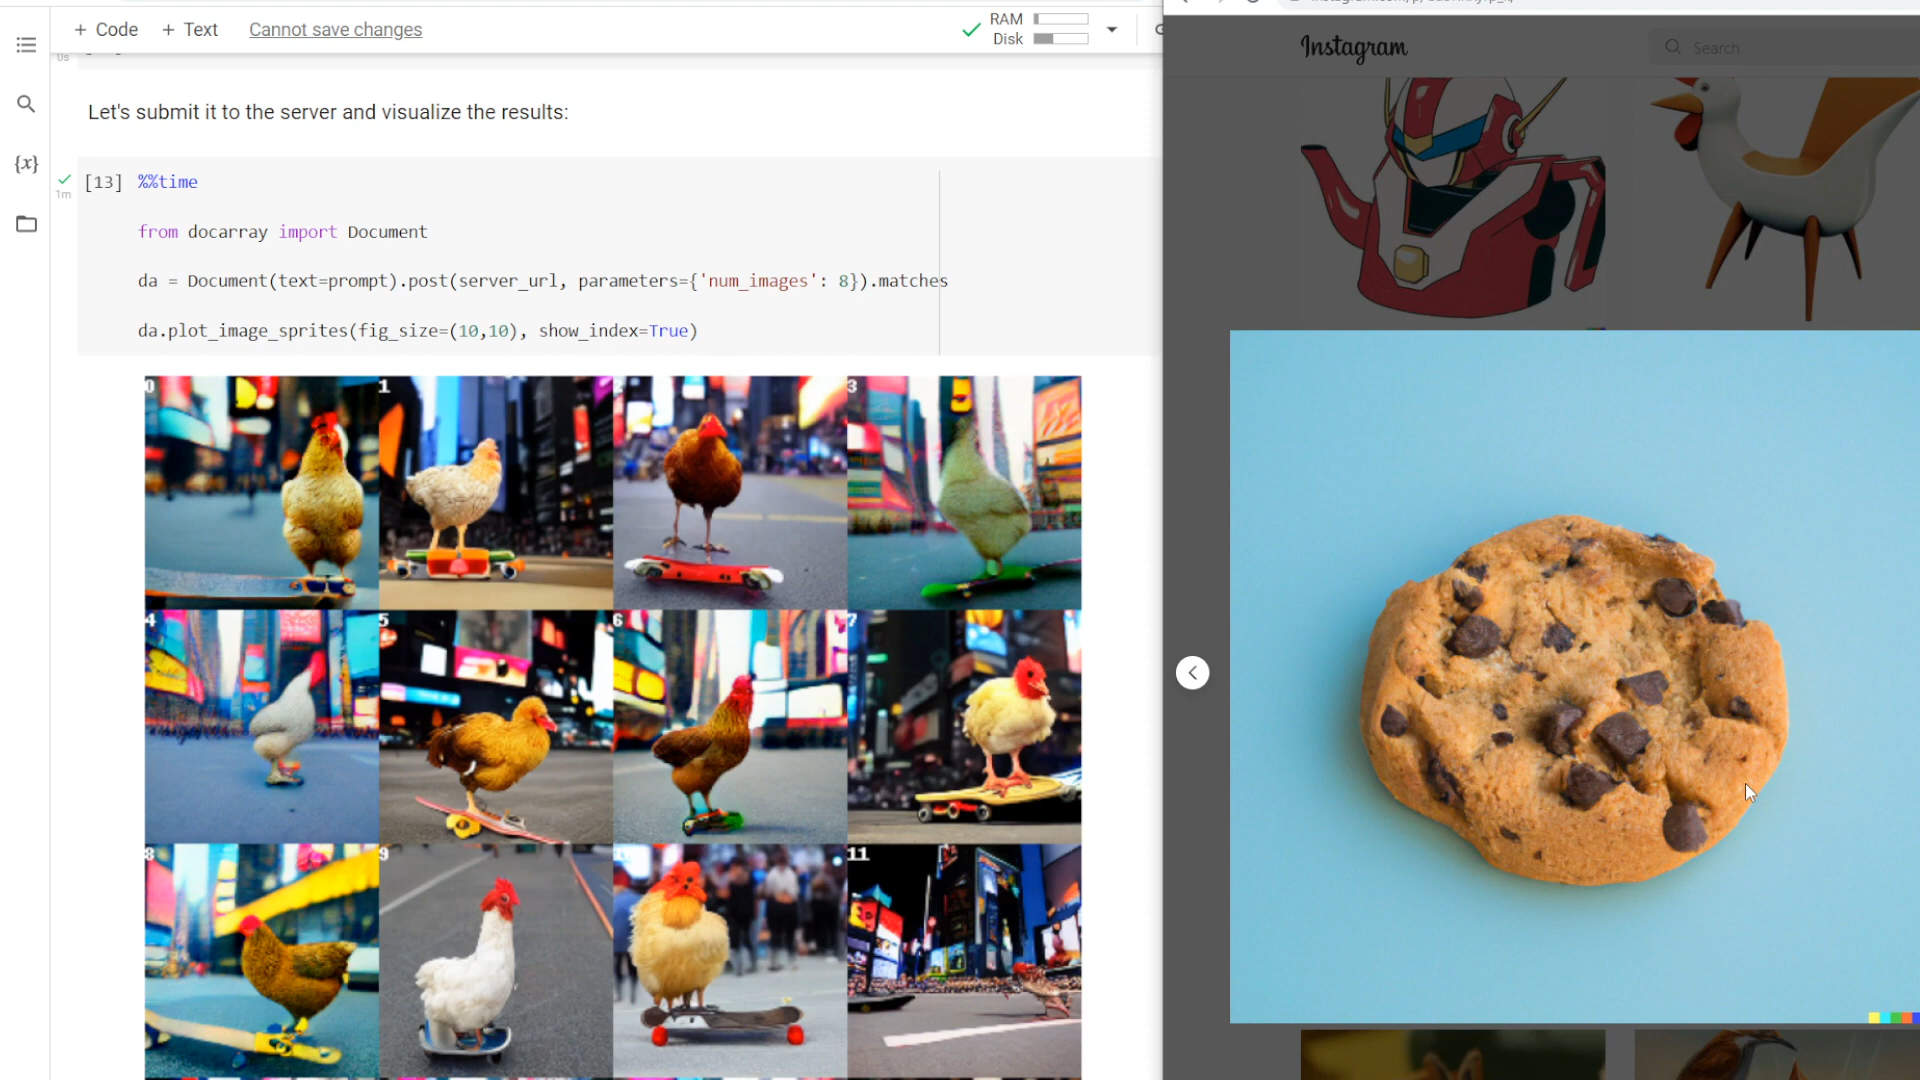 + Code + Text Cannot save changes
RAM
Disk
0s
Let's submit it to the server and visualize the results:
1m
[13] %%time
from docarray import Document
da = Document(text=prompt).post(server_url, parameters={'num_images': 8}).matches
da.plot_image_sprites(fig_size=(10,10), show_index=True)
0 1 2 3
4 5 6 7
8 9 11
{x}
Instagram
Search